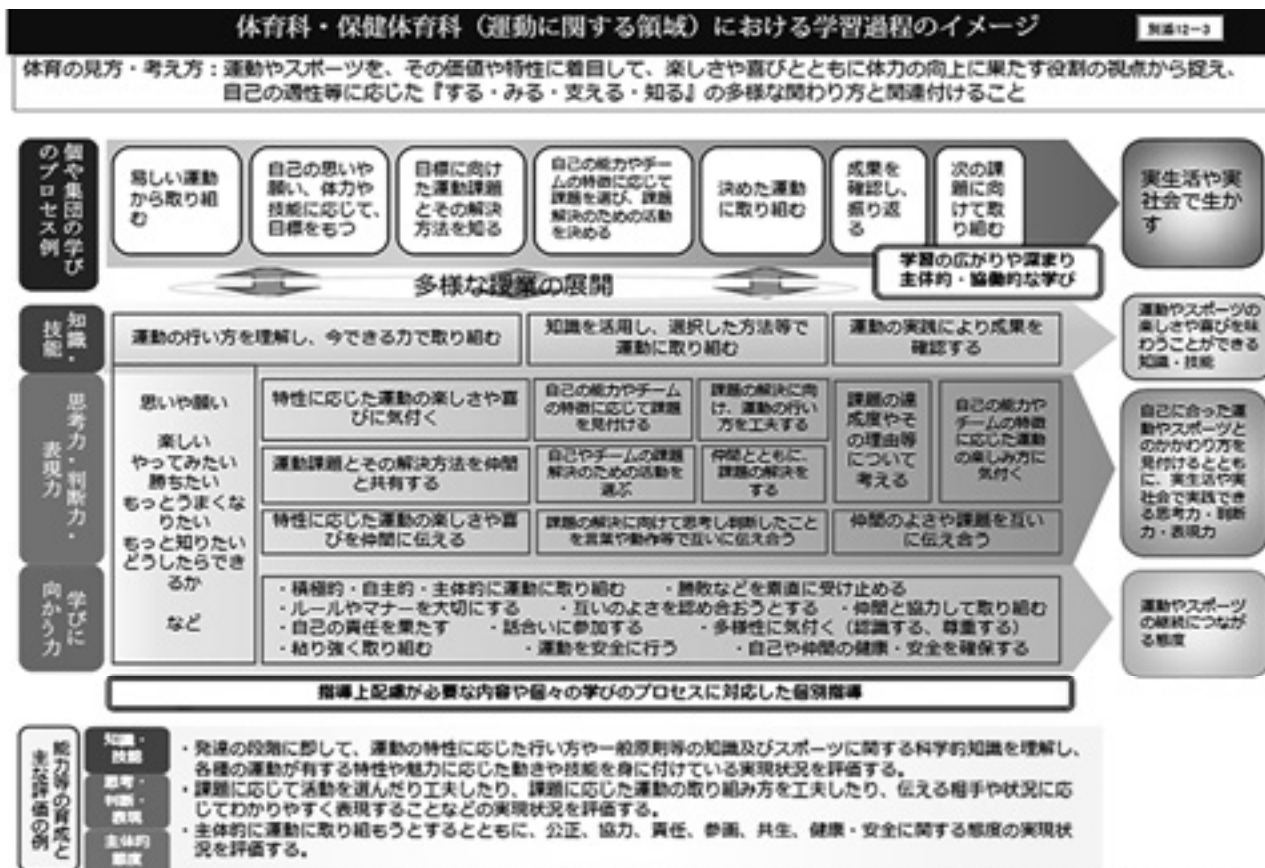 体育科・保健体育科（運動に関する領域）における学習過程のイメージ
別添12－3
体育の見方・考え方：運動やスポーツを、その価値や特性に着目して、楽しさや喜びとともに体力の向上に果たす役割の視点から捉え、
自己の適性等に応じた『する・みる・支える・知る』の多様な関わり方と関連付けること
個や集団の学び
のプロセス例
易しい運動
から取り組
む
自己の思いや
願い、体力や
技能に応じて、
目標をもつ
目標に向け
た運動課題
とその解決
方法を知る
自己の能力やチー
ムの特徴に応じて
課題を選び、課題
解決のための活動
を決める
決めた運動
に取り組む
成果を
確認し、
振り返
る
次の課
題に向
けて取
り組む
実生活や実
社会で生か
す
学習の広がりや深まり
主体的・協働的な学び
多様な授業の展開
知識・
技能
運動の行い方を理解し、今できる力で取り組む
知識を活用し、選択した方法等で
運動に取り組む
運動の実践により成果を
確認する
運動やスポーツの
楽しさや喜びを味
わうことができる
知識・技能
思考力・判断力・
表現力
思いや願い
楽しい
やってみたい
勝ちたい
もっとうまくな
りたい
もっと知りたい
どうしたらでき
るか
など
特性に応じた運動の楽しさや喜
びに気付く
自己の能力やチーム
の特徴に応じて課題
を見付ける
課題の解決に向
け、運動の行い
方を工夫する
課題の達
成度やそ
の理由等
について
考える
自己の能力や
チームの特徴
に応じた運動
の楽しみ方に
気付く
運動課題とその解決方法を仲間
と共有する
自己やチームの課題
解決のための活動を
選ぶ
仲間とともに、
課題の解決を
する
特性に応じた運動の楽しさや喜
びを仲間に伝える
課題の解決に向けて思考し判断したこと
を言葉や動作等で互いに伝え合う
仲間のよさや課題を互い
に伝え合う
自己に合った運
動やスポーツと
のかかわり方を
見付けるととも
に、実生活や実
社会で実践でき
る思考力・判断
力・表現力
学びに
向かう力
・積極的・自主的・主体的に運動に取り組む　・勝敗などを素直に受け止める
・ルールやマナーを大切にする　・互いのよさを認め合おうとする　・仲間と協力して取り組む
・自己の責任を果たす　・話合いに参加する　・多様性に気付く（認識する、尊重する）
・粘り強く取り組む　・運動を安全に行う　・自己や仲間の健康・安全を確保する
運動やスポーツ
の継続につなが
る態度
指導上配慮が必要な内容や個々の学びのプロセスに対応した個別指導
能力等の育成と
主な評価の例
知識・
技能
・発達の段階に即して、運動の特性に応じた行い方や一般原則等の知識及びスポーツに関する科学的知識を理解し、
各種の運動が有する特性や魅力に応じた動きや技能を身に付けている実現状況を評価する。
思考・
判断・
表現
・課題に応じて活動を選んだり工夫したり、課題に応じた運動の取り組み方を工夫したり、伝える相手や状況に応
じてわかりやすく表現することなどの実現状況を評価する。
主体的
態度
・主体的に運動に取り組もうとするとともに、公正、協力、責任、参画、共生、健康・安全に関する態度の実現状
況を評価する。